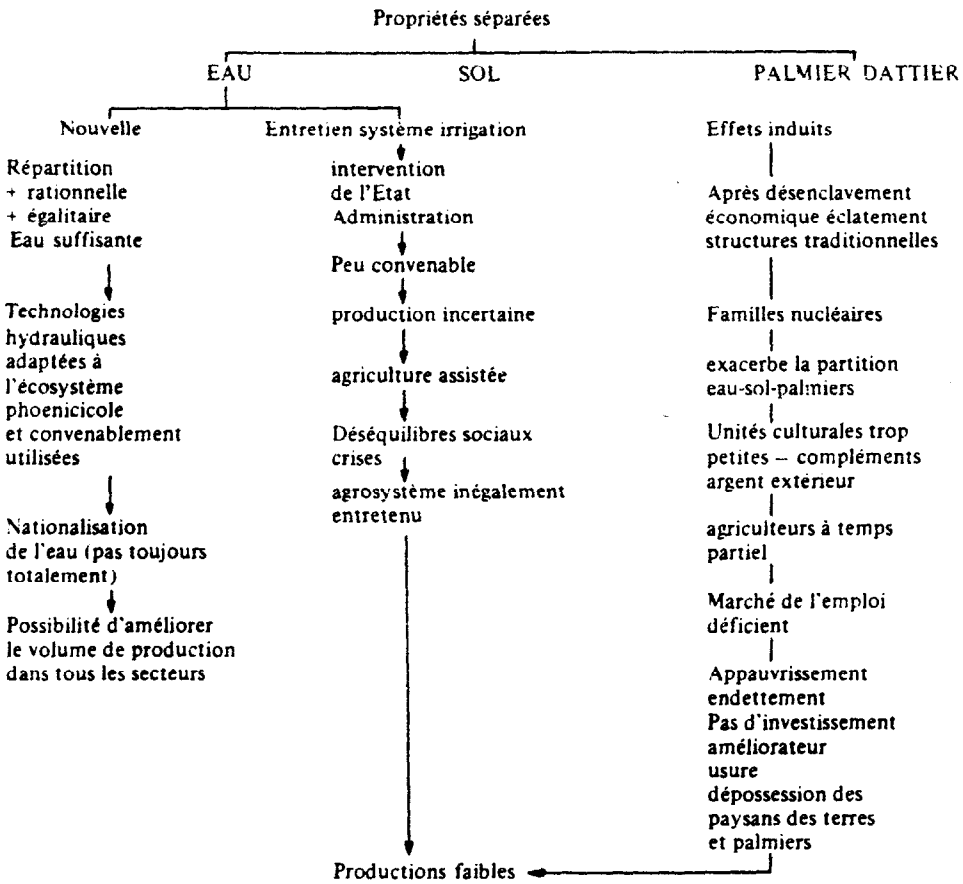 Propriétés séparées
EAU
SOL
PALMIER DATTIER
Nouvelle
Répartition
+ rationnelle
+ égalitaire
Eau suffisante
Technologies
hydrauliques
adaptées à
l'écosystème
phoenicicole
et convenablement
utilisées
Nationalisation
de l'eau (pas toujours
totalement)
Possibilité d'améliorer
le volume de production
dans tous les secteurs
Entretien système irrigation
intervention
de l'Etat
Administration
Peu convenable
production incertaine
agriculture assistée
Déséquilibres sociaux
crises
agrosystème inégalement
entretenu
Effets induits
Après désenclavement
économique éclatement
structures traditionnelles
Familles nucléaires
exacerbe la partition
eau-sol-palmiers
Unités culturales trop
petites – compléments
argent extérieur
agriculteurs à temps
partiel
Marché de l'emploi
déficient
Appauvrissement
endettement
Pas d'investissement
améliorateur
usure
dépossession des
paysans des terres
et palmiers
Productions faibles